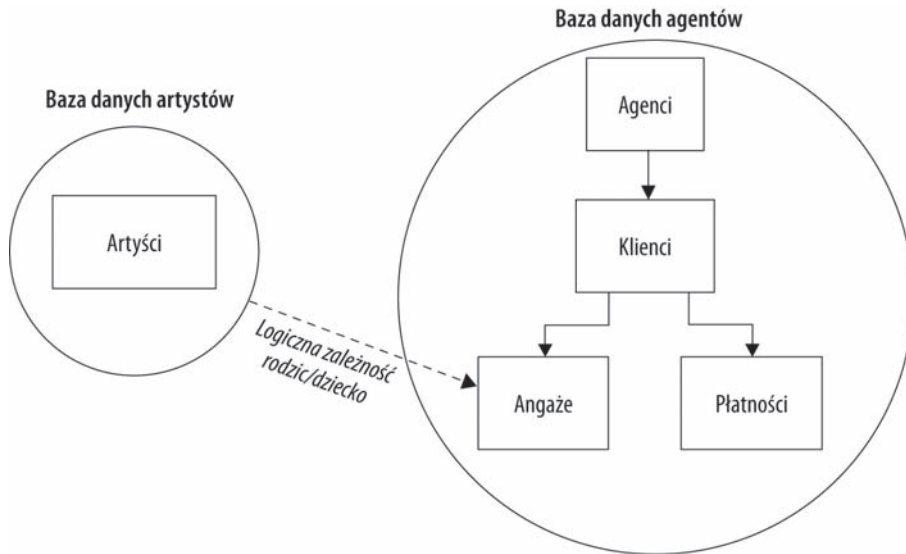 Baza danych agentów
Agenci
Baza danych artystów
Artyści
Klienci
Logiczna zależność
rodzic/dziecko
Angaże
Płatności